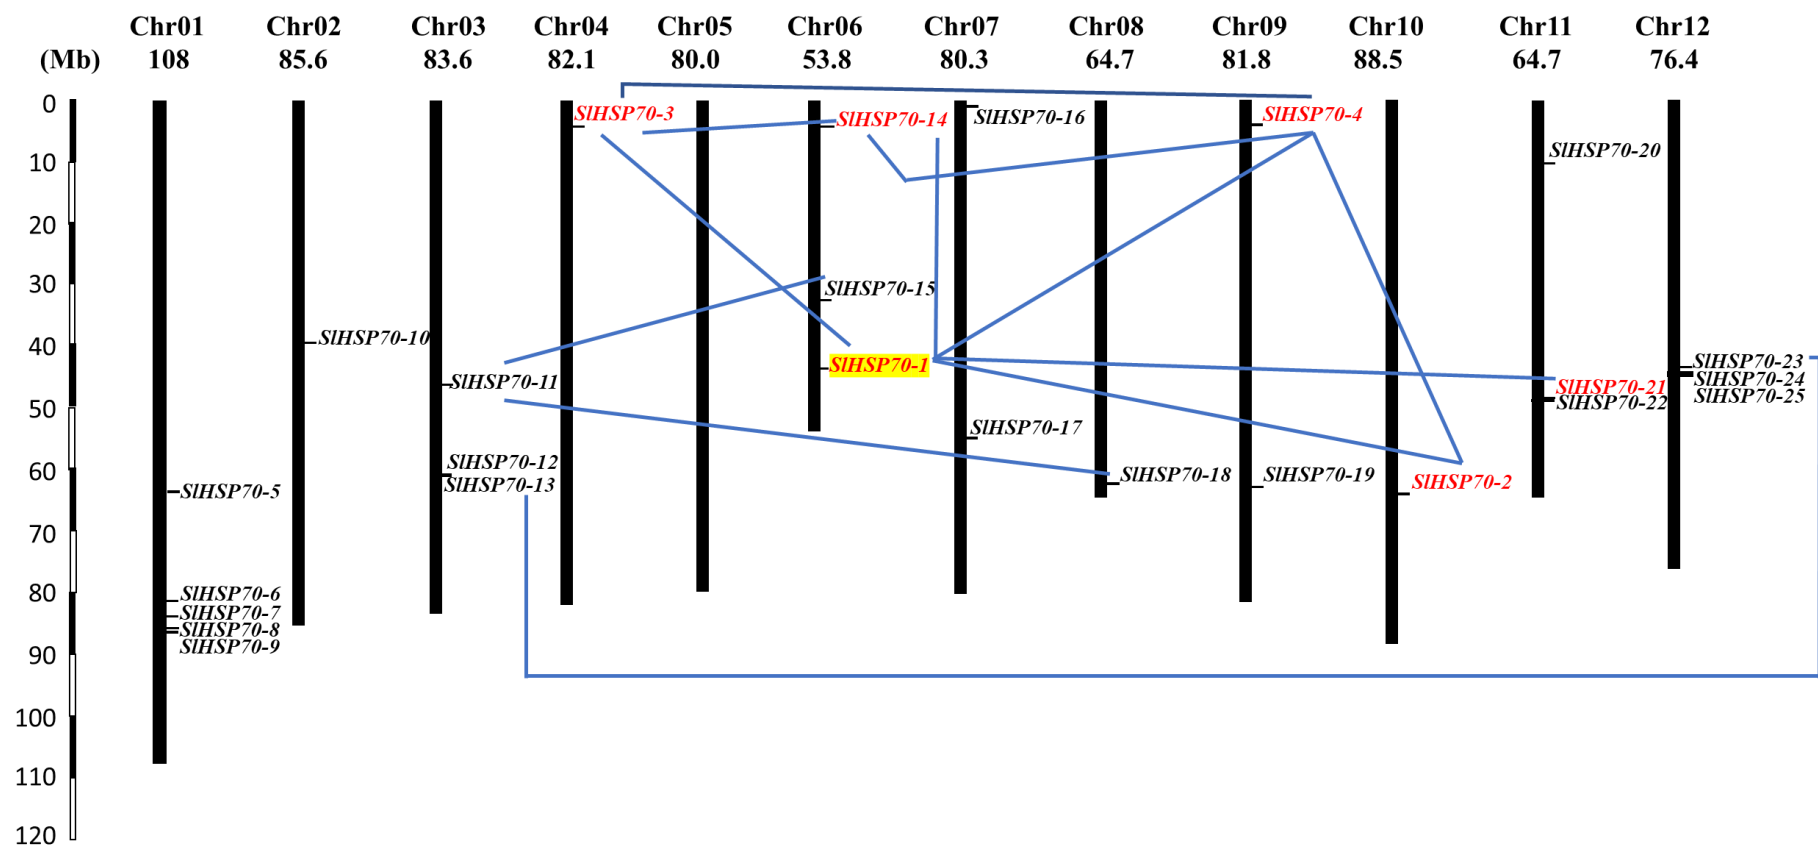 Chr01 Chr02 Chr03 Chr04 Chr05 Chr06 Chr07 Chr08 Chr09 Chr10 Chr11 Chr12
(Mb) 108 85.6 83.6 82.1 80.0 53.8 80.3 64.7 81.8 88.5 64.7 76.4
0
SlHSP70-3
SlHSP70-14
SlHSP70-16
SlHSP70-4
10
SlHSP70-20
20
30
SlHSP70-15
40
SlHSP70-10
SlHSP70-1
SlHSP70-23
SlHSP70-11
SlHSP70-21
SlHSP70-24
50
SlHSP70-22
SlHSP70-25
SlHSP70-17
60
SlHSP70-12
SlHSP70-18
SlHSP70-19
SlHSP70-2
SlHSP70-13
SlHSP70-5
70
80
SlHSP70-6
SlHSP70-7
SlHSP70-8
SlHSP70-9
90
100
110
120